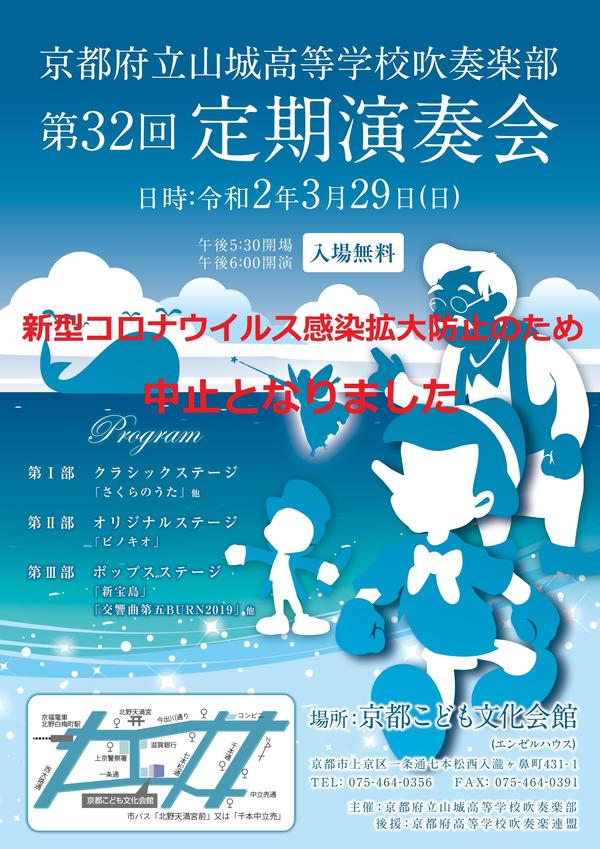 京都府立山城高等学校吹奏楽部
第32回 定期演奏会
日時:令和2年3月29日(日)
午後5:30開場
午後6:00開演
入場無料
新型コロナウイルス感染拡大防止のため
中止となりました
Program
第Ⅰ部 クラシックステージ
「さくらのうた」他
第Ⅱ部 オリジナルステージ
「ピノキオ」
第Ⅲ部 ポップスステージ
「新宝島」
「交響曲第五BURN2019」他
京福電車
北野白梅町駅
北野天満宮
今出川通り
コンビニ
上京警察署
滋賀銀行
一条通
七本松通
千本通
西大路通
中立売通
N
京都こども文化会館
市バス「北野天満宮前」又は「千本中立売」
場所:京都こども文化会館
(エンゼルハウス)
京都市上京区一条通七本松西入瀧ヶ鼻町431-1
TEL: 075-464-0356 FAX: 075-464-0391
主催:京都府立山城高等学校吹奏楽部
後援:京都府高等学校吹奏楽連盟